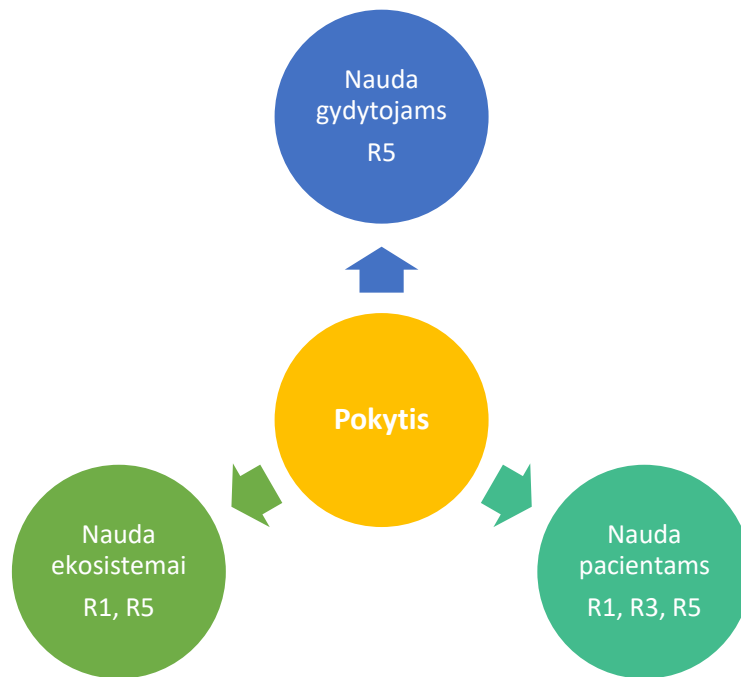 Nauda
gydytojams
R5
Pokytis
Nauda
ekosistemai
R1, R5
Nauda
pacientams
R1, R3, R5